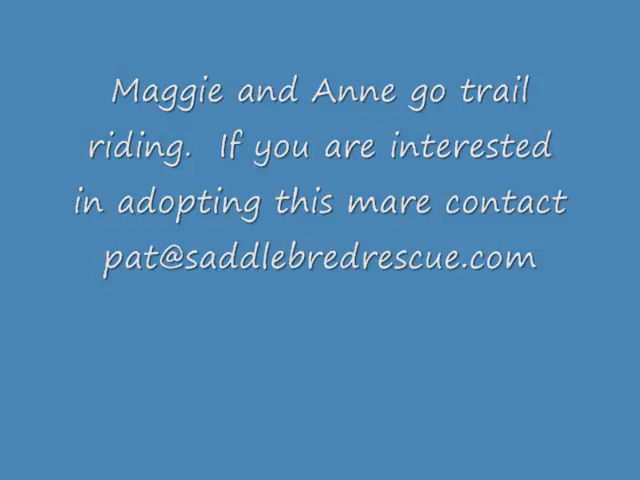 Maggie and Anne go trail
riding.  If you are interested
in adopting this mare contact
pat@saddlebredrescue.com